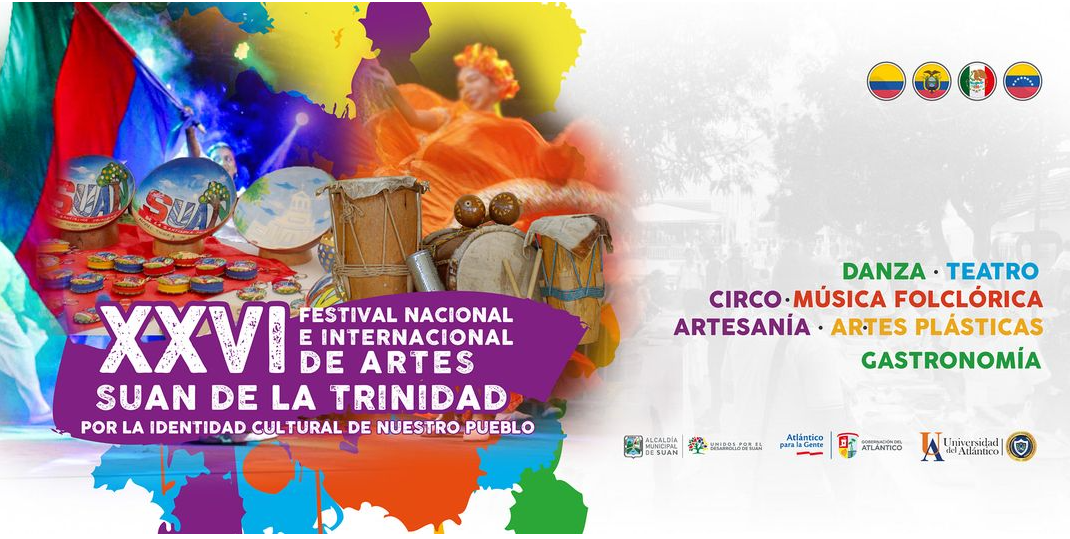 SUAN
SUAN
XXVI
FESTIVAL NACIONAL
E INTERNACIONAL
DE ARTES
SUAN DE LA TRINIDAD
POR LA IDENTIDAD CULTURAL DE NUESTRO PUEBLO
DANZA · TEATRO
CIRCO · MÚSICA FOLCLÓRICA
ARTESANÍA · ARTES PLÁSTICAS
GASTRONOMÍA
ALCALDÍA
MUNICIPAL
DE SUAN
UNIDOS POR EL
DESARROLLO DE SUAN
Atlántico
para la Gente
GOBERNACIÓN DEL
ATLÁNTICO
UA
Universidad
del Atlántico